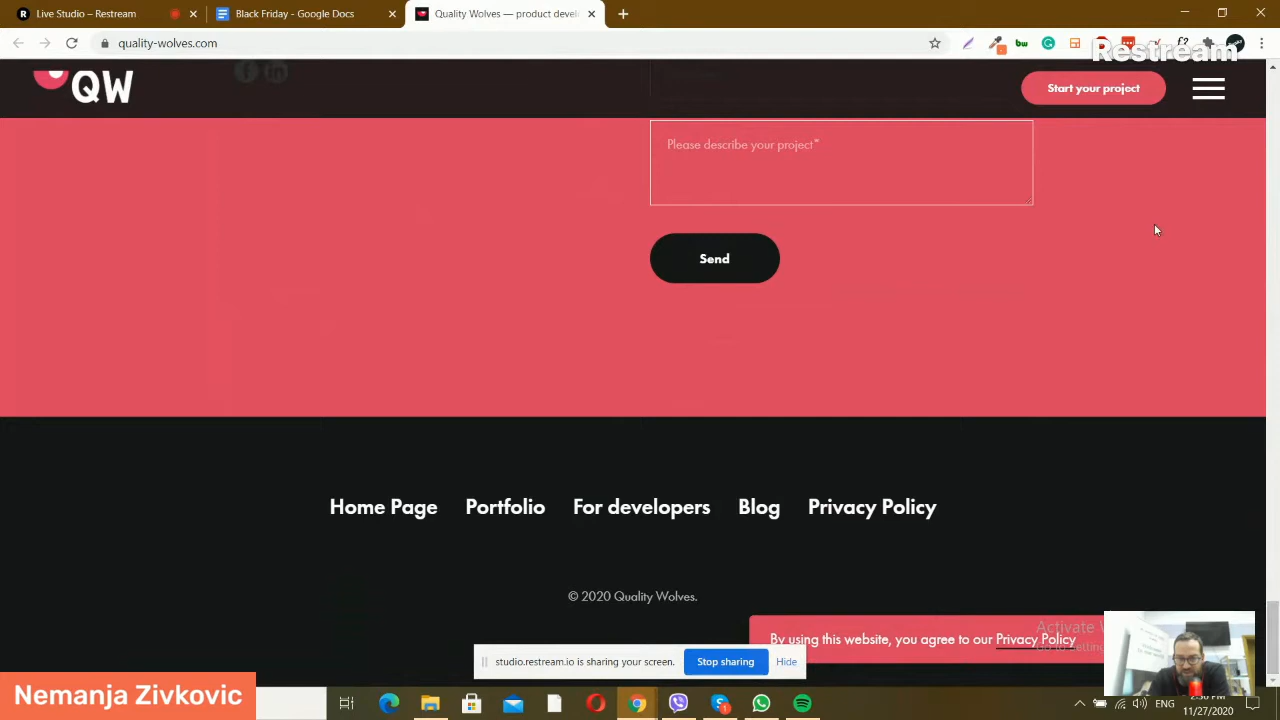 Live Studio – Restream
Black Friday - Google Docs
Quality Wolves — product devel
quality-wolves.com
Restream
QW
Start your project
Please describe your project*
Send
Home Page Portfolio For developers Blog Privacy Policy
© 2020 Quality Wolves.
By using this website, you agree to our Privacy Policy
Activate W
studio.restream.io is sharing your screen. Stop sharing Hide
Nemanja Zivkovic
ENG
11/27/2020